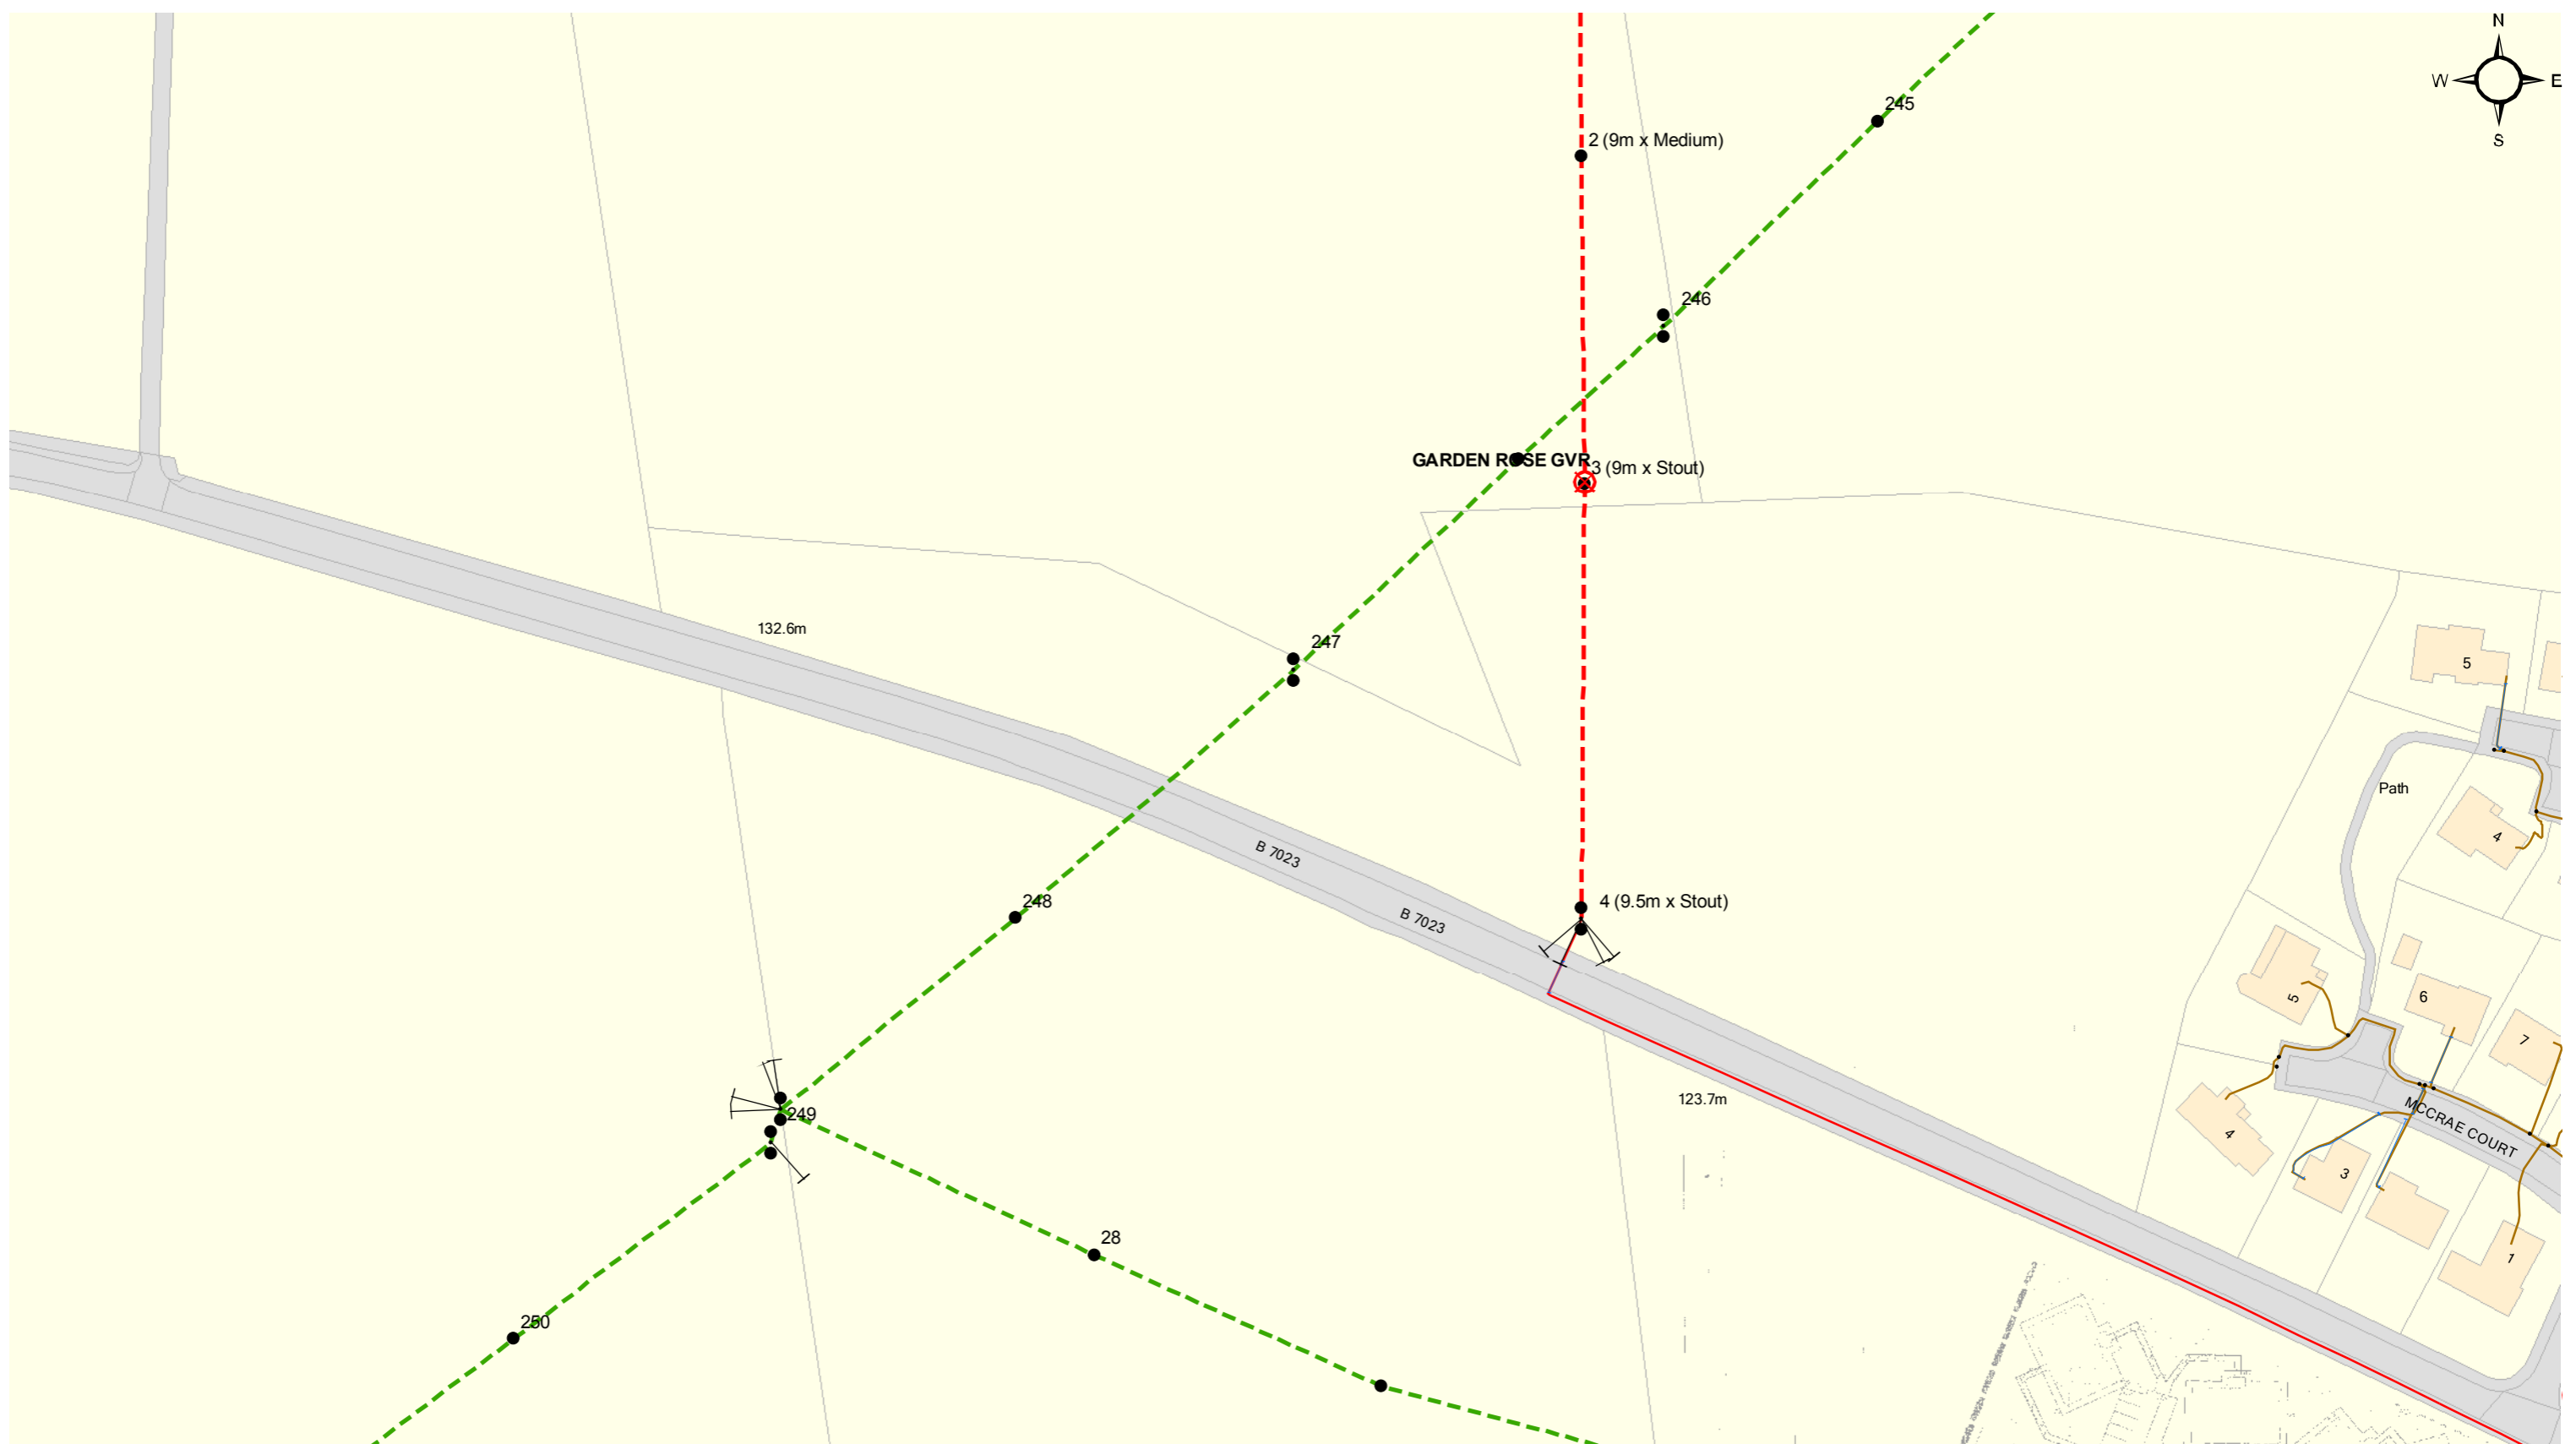 N
W E
S
245
2 (9m x Medium)
246
GARDEN ROSE GVR
3 (9m x Stout)
132.6m
247
5
Path
4
B 7023
248
4 (9.5m x Stout)
B 7023
5
6
7
249
123.7m
MCCRAE COURT
4
3
28
1
250